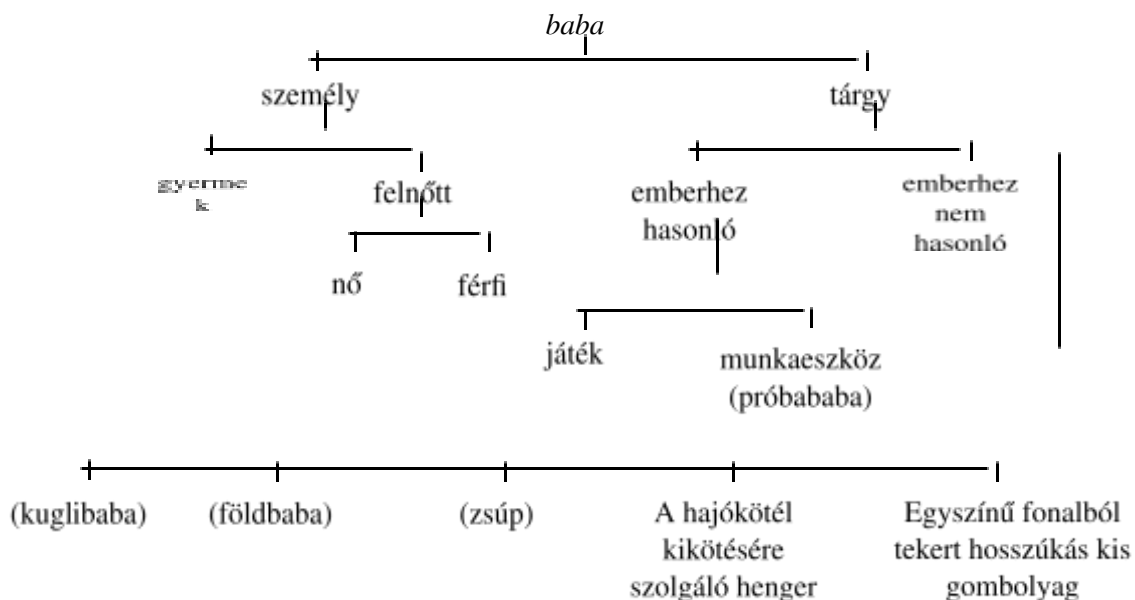 baba
személy
tárgy
gyerme
k
felnőtt
emberhez
hasonló
emberhez
nem
hasonló
nő
férfi
játék
munkaeszköz
(próbababa)
(kuglibaba)
(földbaba)
(zsúp)
A hajókötél
kikötésére
szolgáló henger
Egyszínű fonalból
tekert hosszúkás kis
gombolyag